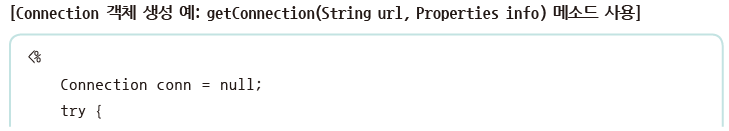 [Connection 객체 생성 예: getConnection(String url, Properties info) 메소드 사용]
<%
Connection conn = null;
try {